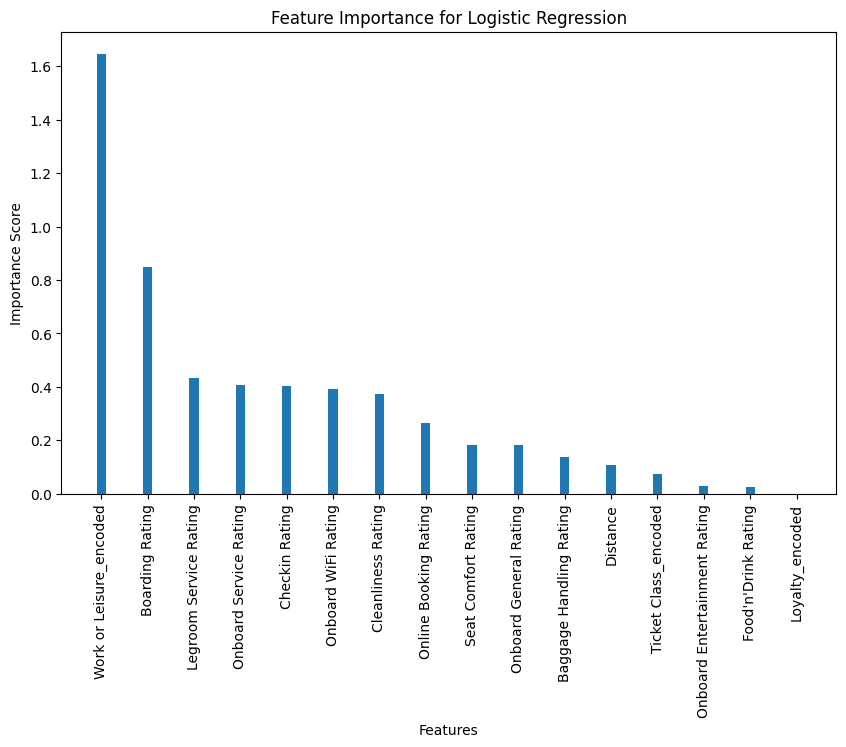 Feature Importance for Logistic Regression
Importance Score
1.6
1.4
1.2
1.0
0.8
0.6
0.4
0.2
0.0
Work or Leisure_encoded
Boarding Rating
Legroom Service Rating
Onboard Service Rating
Checkin Rating
Onboard WiFi Rating
Cleanliness Rating
Online Booking Rating
Seat Comfort Rating
Onboard General Rating
Baggage Handling Rating
Distance
Ticket Class_encoded
Onboard Entertainment Rating
Food'n'Drink Rating
Loyalty_encoded
Features